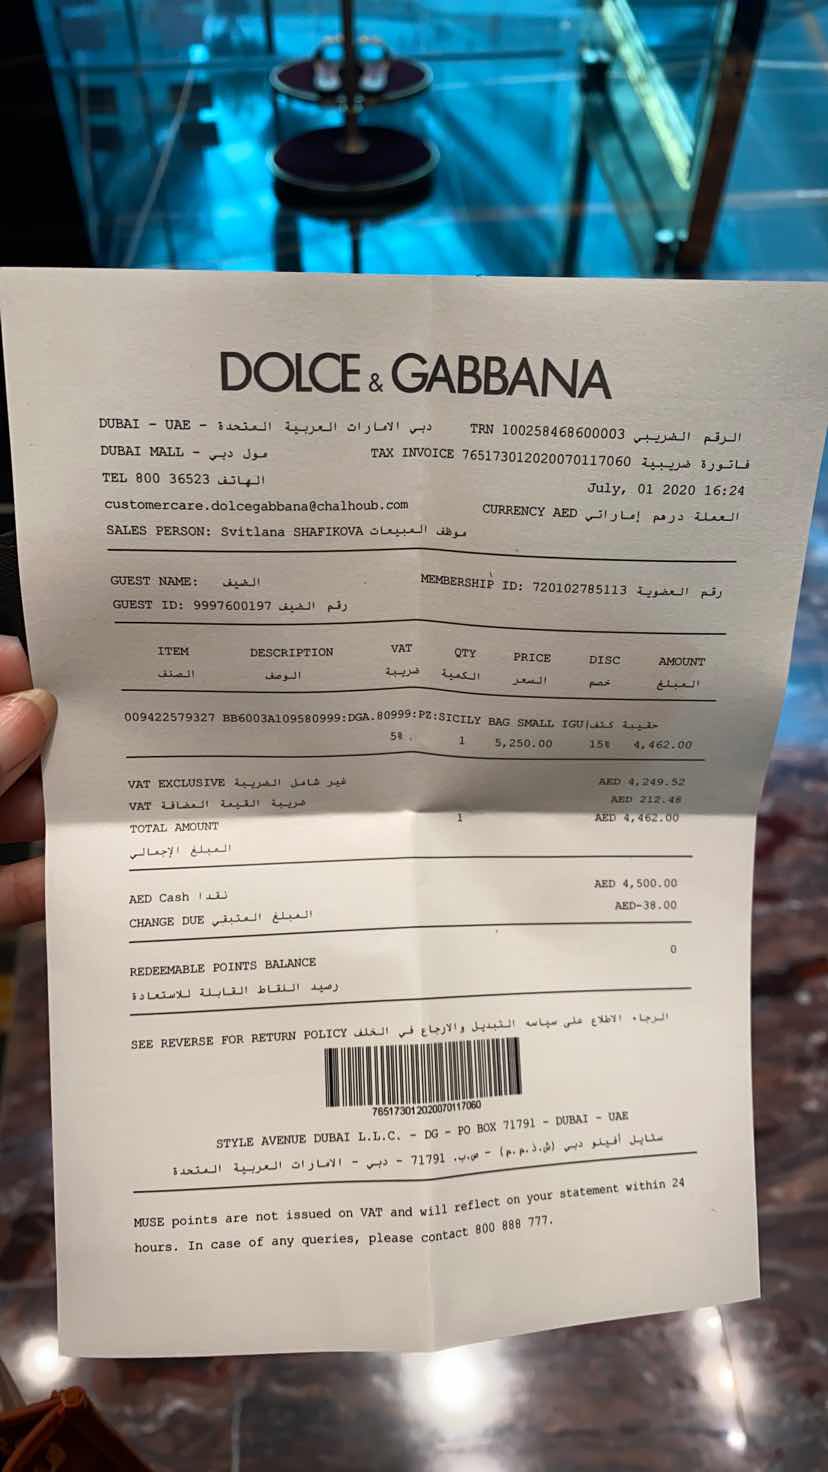 DOLCE & GABBANA
DUBAI - UAE - دبي الامارات العربية المتحدة TRN 100258468600003 الرقم الضريبي
DUBAI MALL - مول دبي TAX INVOICE 765173012020070117060 فاتورة ضريبية
TEL 800 36523 الهاتف July, 01 2020 16:24
customercare.dolcegabbana@chalhoub.com CURRENCY AED العملة درهم إماراتي
SALES PERSON: Svitlana SHAFIKOVA موظف المبيعات
GUEST NAME: الضيف MEMBERSHIP ID: 720102785113 رقم العضوية
GUEST ID: 9997600197 رقم الضيف
ITEM DESCRIPTION VAT QTY PRICE DISC AMOUNT
الصنف الوصف ضريبة الكمية السعر خصم المبلغ
009422579327 BB6003A109580999:DGA.80999:PZ:SICILY BAG SMALL IGU|حقيبة كتف
5% . 1 5,250.00 15% 4,462.00
VAT EXCLUSIVE غير شامل الضريبة AED 4,249.52
VAT ضريبة القيمة المضافة AED 212.48
TOTAL AMOUNT 1 AED 4,462.00
المبلغ الإجمالي
AED Cash نقدا AED 4,500.00
CHANGE DUE المبلغ المتبقي AED-38.00
REDEEMABLE POINTS BALANCE 0
رصيد النقاط القابلة للاستعادة
SEE REVERSE FOR RETURN POLICY الرجاء الاطلاع على سياسه التبديل والارجاع في الخلف
765173012020070117060
STYLE AVENUE DUBAI L.L.C. - DG - PO BOX 71791 - DUBAI - UAE
ستايل أفينو دبي (ش.ذ.م.م) - ص.ب. 71791 - دبي - الامارات العربية المتحدة
MUSE points are not issued on VAT and will reflect on your statement within 24
hours. In case of any queries, please contact 800 888 777.